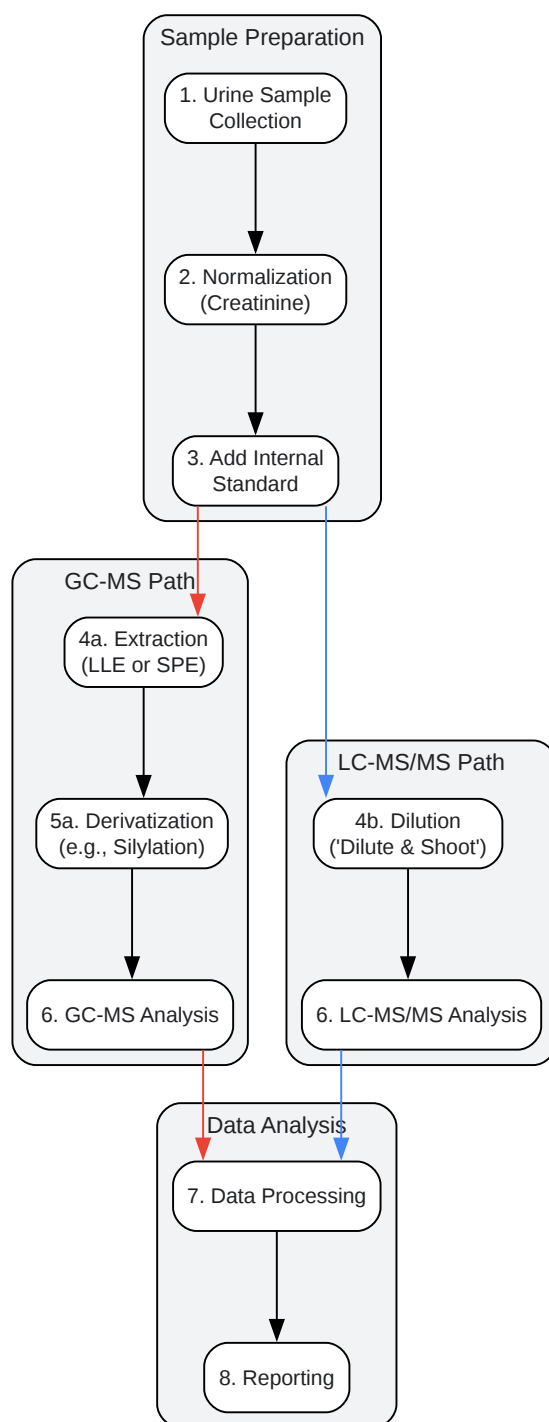 Sample Preparation
1. Urine Sample
Collection
2. Normalization
(Creatinine)
3. Add Internal
Standard
GC-MS Path
4a. Extraction
(LLE or SPE)
5a. Derivatization
(e.g., Silylation)
6. GC-MS Analysis
LC-MS/MS Path
4b. Dilution
('Dilute & Shoot')
6. LC-MS/MS Analysis
Data Analysis
7. Data Processing
8. Reporting